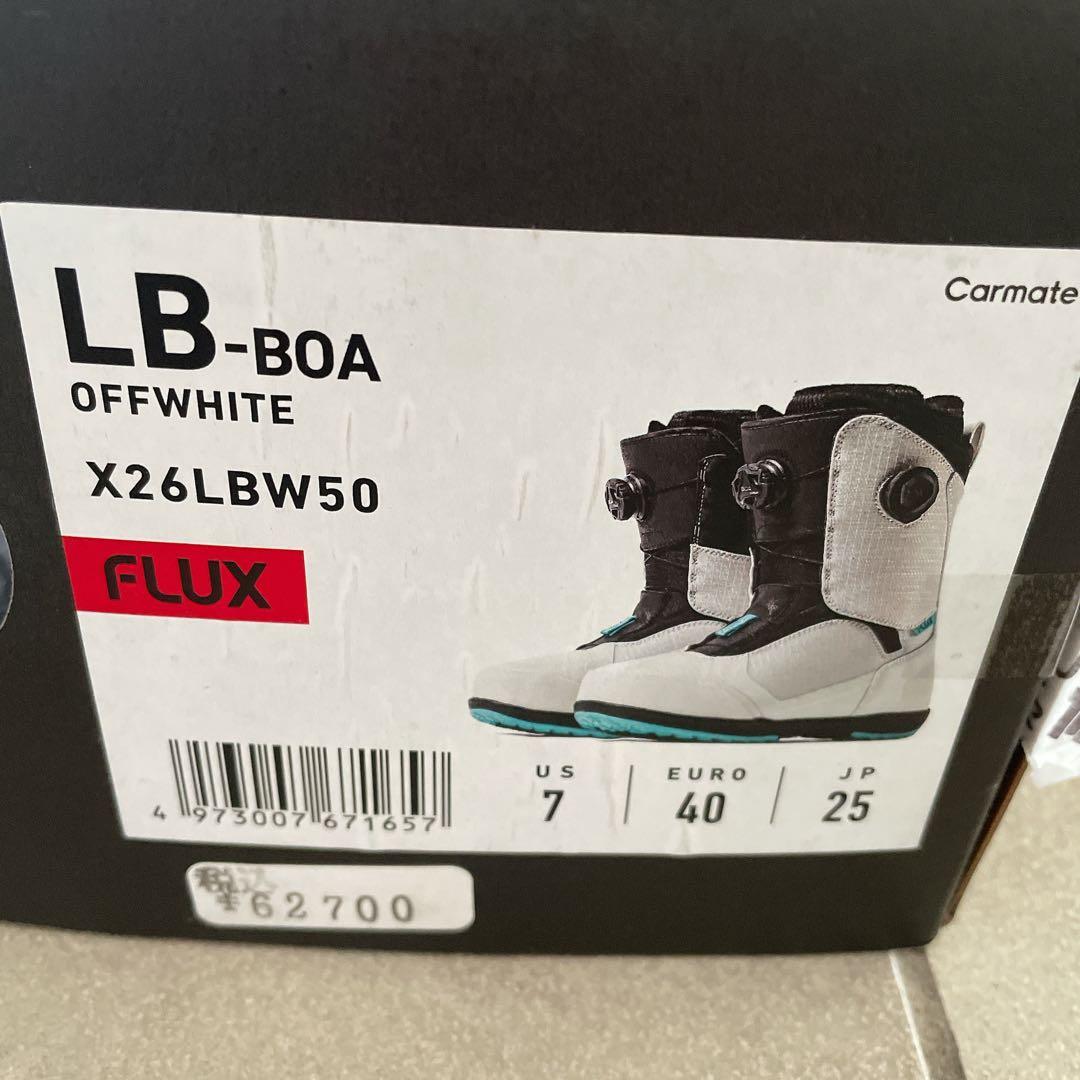 LB-BOA
OFFWHITE
X26LBW50
FLUX
Carmate
US
7
EURO
40
JP
25
4 973007 671657
税込
¥62700